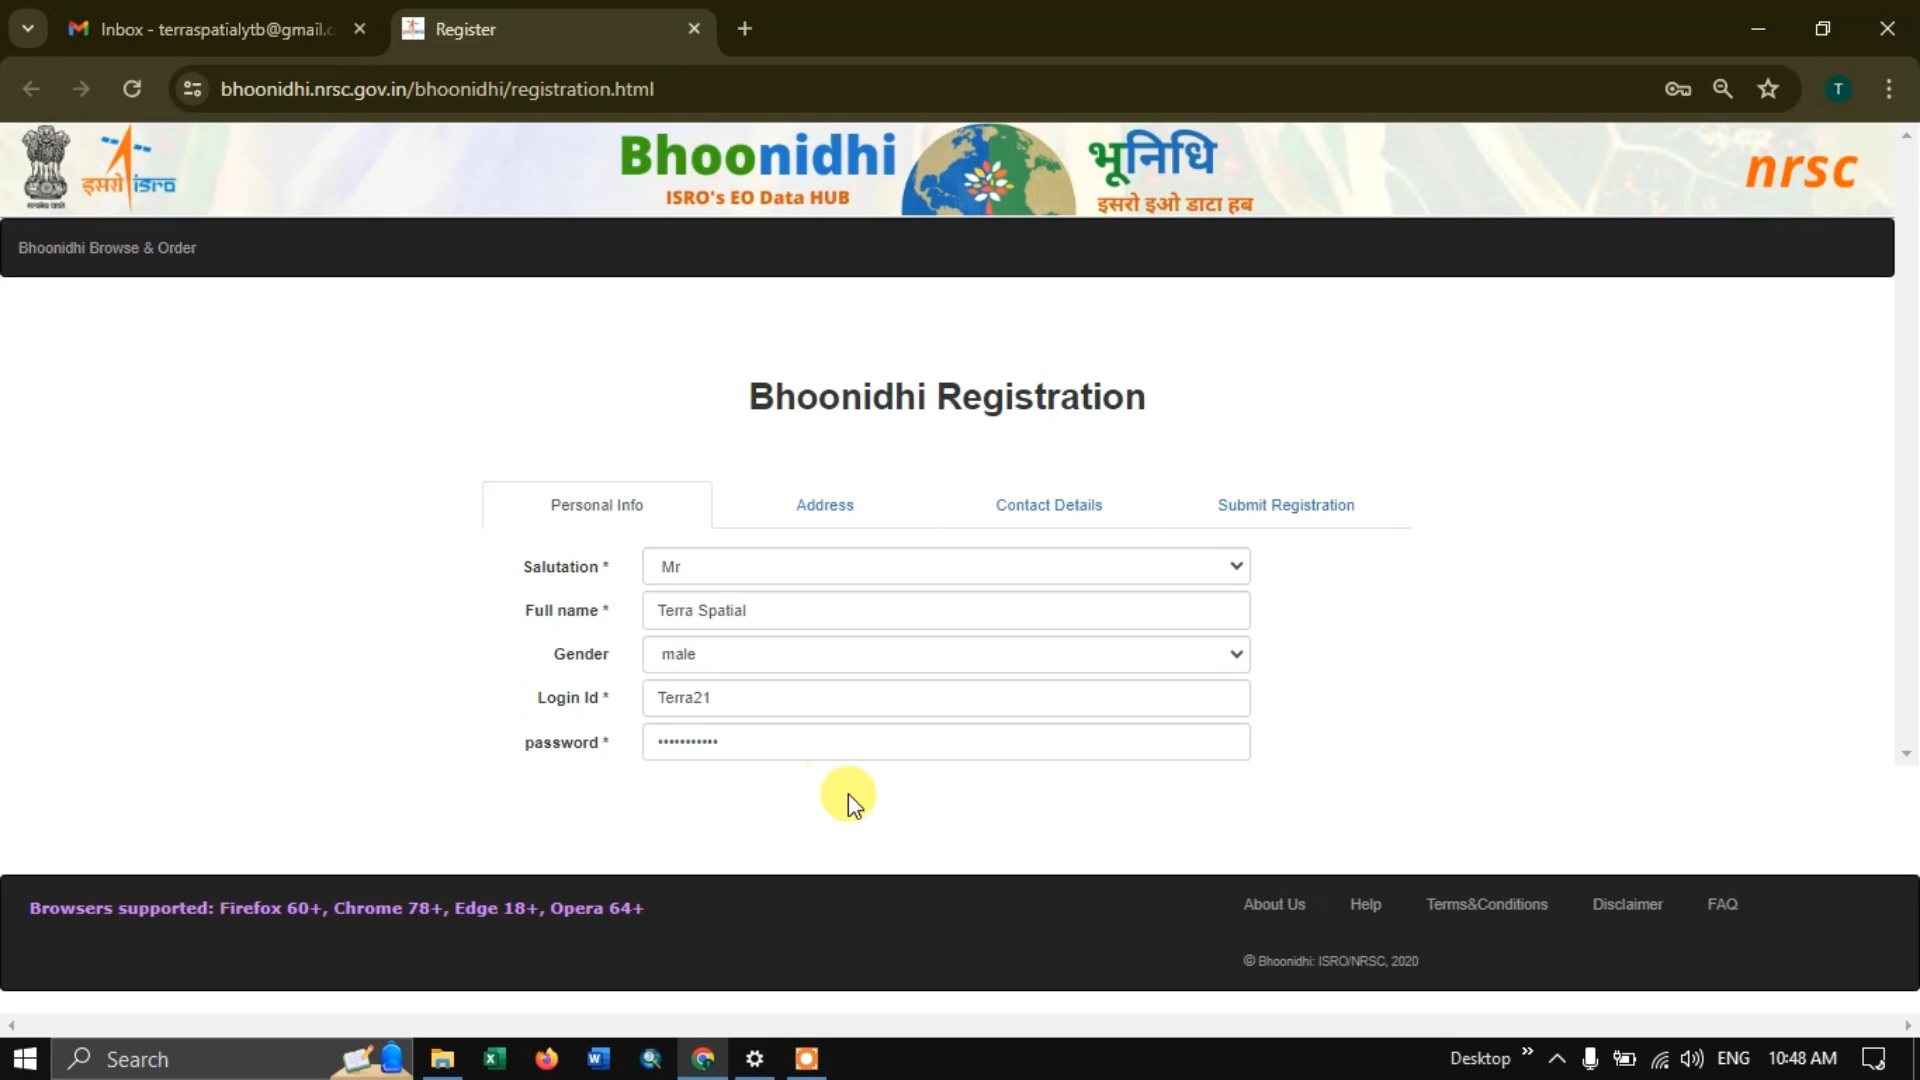 Inbox - terraspatialytb@gmail.c
Register
bhoonidhi.nrsc.gov.in/bhoonidhi/registration.html
T
इसरो isro
Bhoonidhi
ISRO's EO Data HUB
भूनिधि
इसरो इओ डाटा हब
nrsc
Bhoonidhi Browse & Order
Bhoonidhi Registration
Personal Info
Address
Contact Details
Submit Registration
Salutation *
Mr
Full name *
Terra Spatial
Gender
male
Login Id *
Terra21
password *
•••••••••••
Browsers supported: Firefox 60+, Chrome 78+, Edge 18+, Opera 64+
About Us
Help
Terms&Conditions
Disclaimer
FAQ
© Bhoonidhi: ISRO/NRSC, 2020
Search
Desktop
ENG
10:48 AM